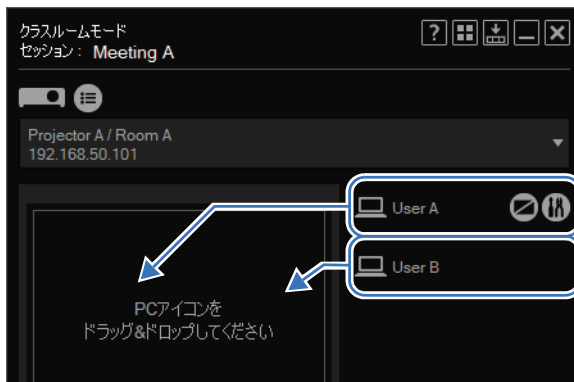 クラスルームモード
セッション： Meeting A
Projector A / Room A
192.168.50.101
User A
User B
PCアイコンを
ドラッグ&ドロップしてください